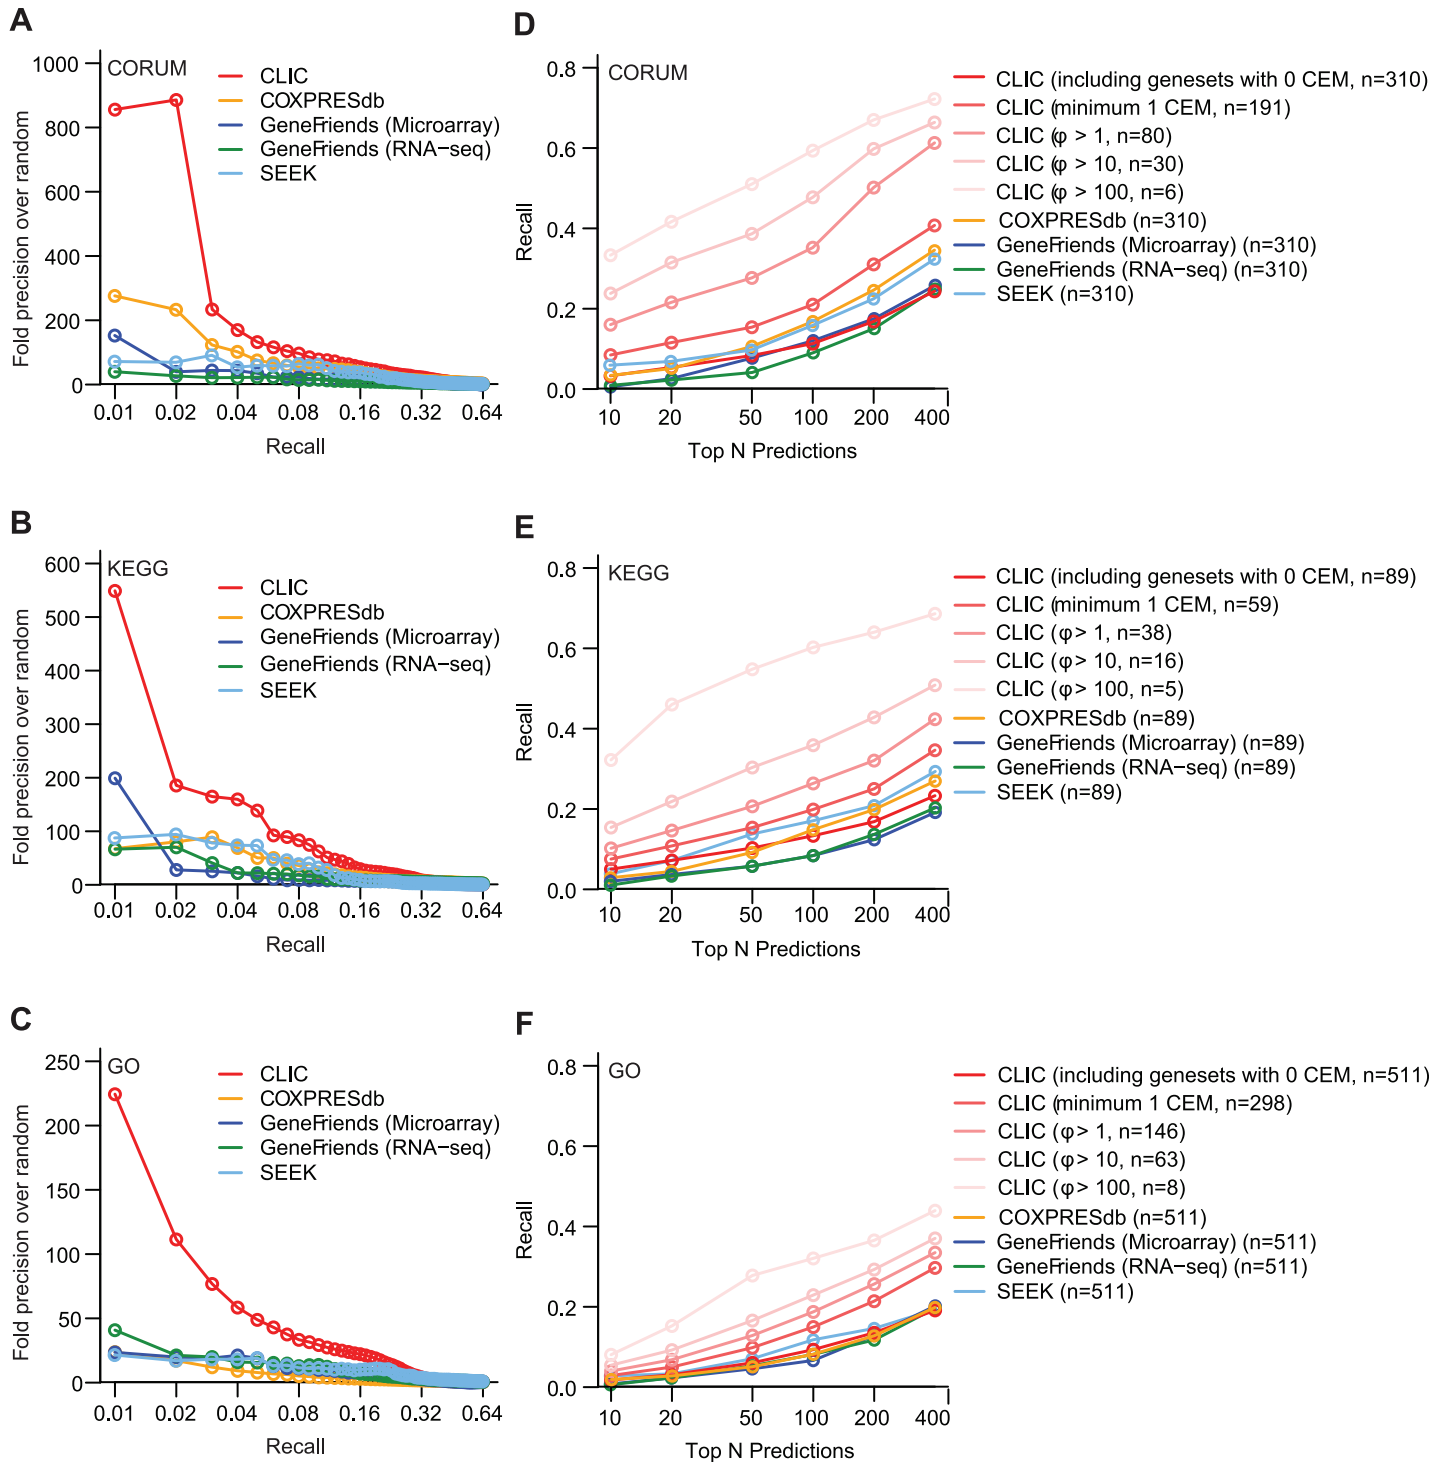 A
Fold precision over random
1000
800
600
400
200
0
CORUM
CLIC
COXPRESdb
GeneFriends (Microarray)
GeneFriends (RNA−seq)
SEEK
0.01 0.02 0.04 0.08 0.16 0.32 0.64
Recall
D
Recall
0.8
0.6
0.4
0.2
0.0
CORUM
10 20 50 100 200 400
Top N Predictions
CLIC (including genesets with 0 CEM, n=310)
CLIC (minimum 1 CEM, n=191)
CLIC (φ > 1, n=80)
CLIC (φ > 10, n=30)
CLIC (φ > 100, n=6)
COXPRESdb (n=310)
GeneFriends (Microarray) (n=310)
GeneFriends (RNA−seq) (n=310)
SEEK (n=310)
B
Fold precision over random
600
500
400
300
200
100
0
KEGG
CLIC
COXPRESdb
GeneFriends (Microarray)
GeneFriends (RNA−seq)
SEEK
0.01 0.02 0.04 0.08 0.16 0.32 0.64
Recall
E
Recall
0.8
0.6
0.4
0.2
0.0
KEGG
10 20 50 100 200 400
Top N Predictions
CLIC (including genesets with 0 CEM, n=89)
CLIC (minimum 1 CEM, n=59)
CLIC (φ > 1, n=38)
CLIC (φ > 10, n=16)
CLIC (φ > 100, n=5)
COXPRESdb (n=89)
GeneFriends (Microarray) (n=89)
GeneFriends (RNA−seq) (n=89)
SEEK (n=89)
C
Fold precision over random
250
200
150
100
50
0
GO
CLIC
COXPRESdb
GeneFriends (Microarray)
GeneFriends (RNA−seq)
SEEK
0.01 0.02 0.04 0.08 0.16 0.32 0.64
Recall
F
Recall
0.8
0.6
0.4
0.2
0.0
GO
10 20 50 100 200 400
Top N Predictions
CLIC (including genesets with 0 CEM, n=511)
CLIC (minimum 1 CEM, n=298)
CLIC (φ > 1, n=146)
CLIC (φ > 10, n=63)
CLIC (φ > 100, n=8)
COXPRESdb (n=511)
GeneFriends (Microarray) (n=511)
GeneFriends (RNA−seq) (n=511)
SEEK (n=511)